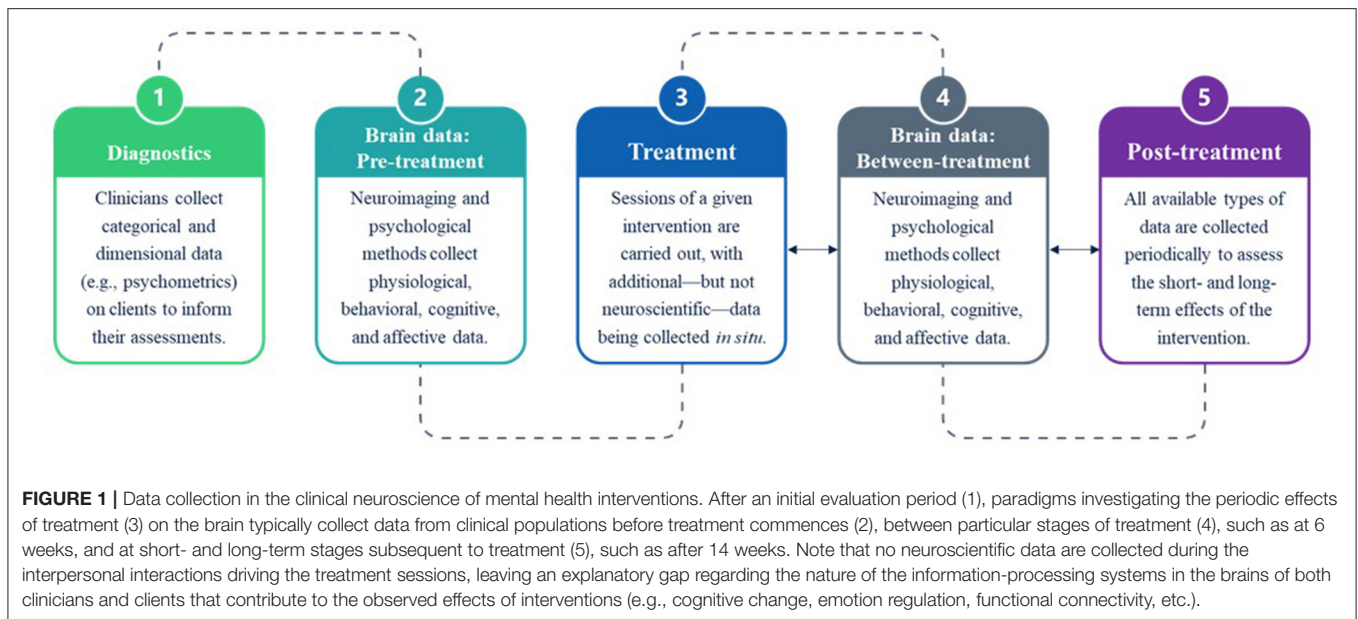 1
Diagnostics
Clinicians collect
categorical and
dimensional data
(e.g., psychometrics)
on clients to inform
their assessments.
2
Brain data:
Pre-treatment
Neuroimaging and
psychological
methods collect
physiological,
behavioral, cognitive,
and affective data.
3
Treatment
Sessions of a given
intervention are
carried out, with
additional—but not
neuroscientific—data
being collected in situ.
4
Brain data:
Between-treatment
Neuroimaging and
psychological
methods collect
physiological,
behavioral, cognitive,
and affective data.
5
Post-treatment
All available types of
data are collected
periodically to assess
the short- and long-
term effects of the
intervention.
FIGURE 1 | Data collection in the clinical neuroscience of mental health interventions. After an initial evaluation period (1), paradigms investigating the periodic effects
of treatment (3) on the brain typically collect data from clinical populations before treatment commences (2), between particular stages of treatment (4), such as at 6
weeks, and at short- and long-term stages subsequent to treatment (5), such as after 14 weeks. Note that no neuroscientific data are collected during the
interpersonal interactions driving the treatment sessions, leaving an explanatory gap regarding the nature of the information-processing systems in the brains of both
clinicians and clients that contribute to the observed effects of interventions (e.g., cognitive change, emotion regulation, functional connectivity, etc.).